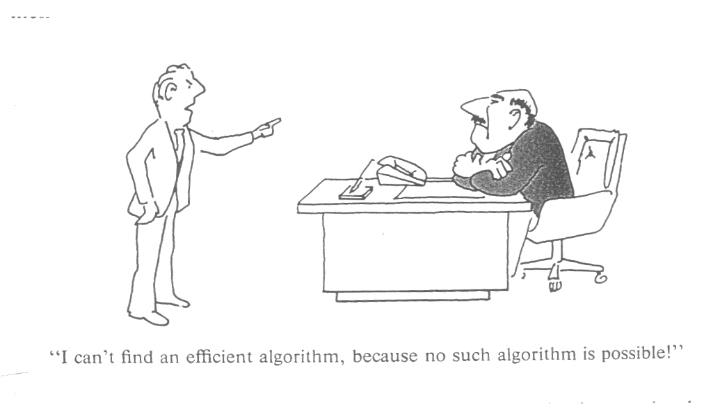 “I can't find an efficient algorithm, because no such algorithm is possible!”